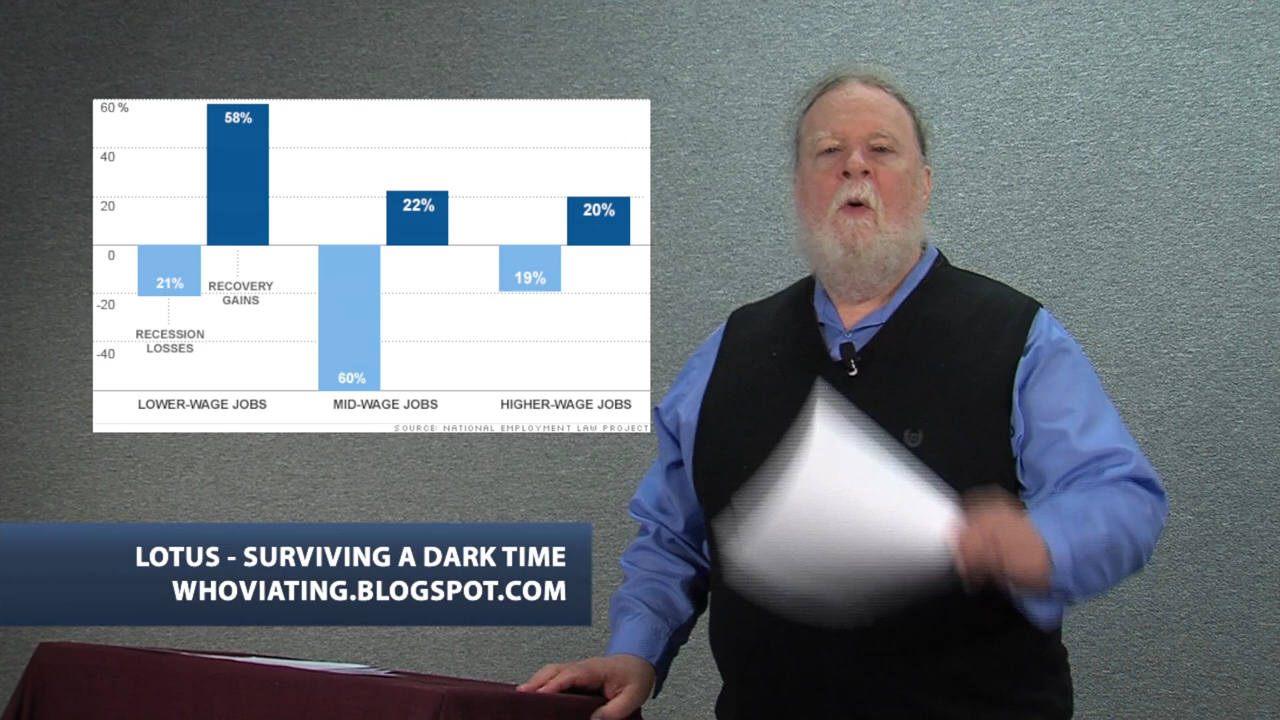 60 %
58%
40
20
22%
20%
0
21%
RECOVERY
GAINS
19%
-20
RECESSION
LOSSES
-40
60%
LOWER-WAGE JOBS
MID-WAGE JOBS
HIGHER-WAGE JOBS
SOURCE: NATIONAL EMPLOYMENT LAW PROJECT
LOTUS - SURVIVING A DARK TIME
WHOVIATING.BLOGSPOT.COM